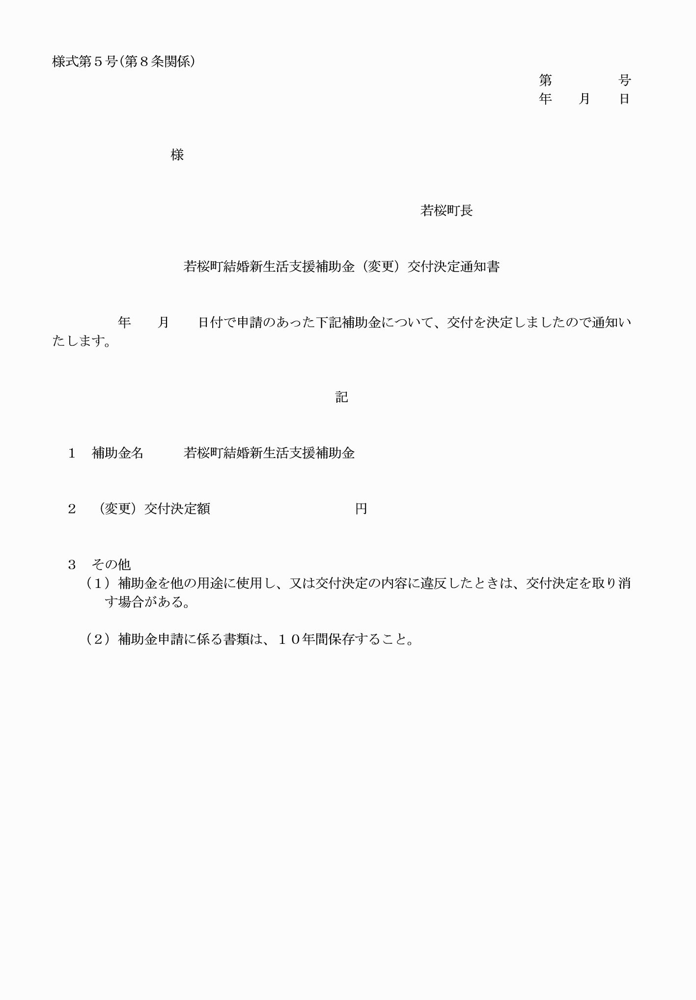 様式第５号（第８条関係）
第　　　　　号
年　　月　　日
様
若桜町長
若桜町結婚新生活支援補助金（変更）交付決定通知書
年　　月　　日付で申請のあった下記補助金について、交付を決定しましたので通知い
たします。
記
１　補助金名　　　若桜町結婚新生活支援補助金
２　（変更）交付決定額　　　　　　　　　　　円
３　その他
（１）補助金を他の用途に使用し、又は交付決定の内容に違反したときは、交付決定を取り消
す場合がある。
（２）補助金申請に係る書類は、１０年間保存すること。